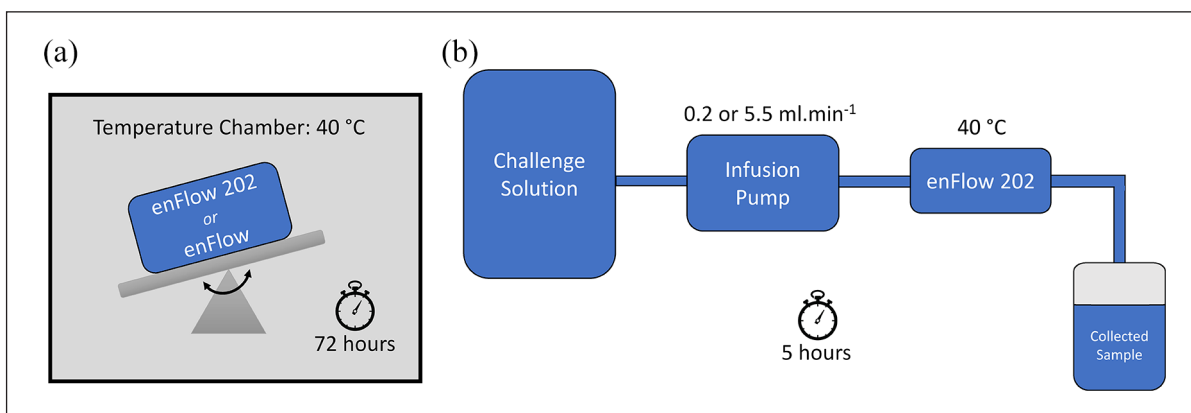 (a)
Temperature Chamber: 40 °C
enFlow 202
or
enFlow
72 hours
(b)
Challenge
Solution
0.2 or 5.5 ml.min⁻¹
Infusion
Pump
40 °C
enFlow 202
5 hours
Collected
Sample